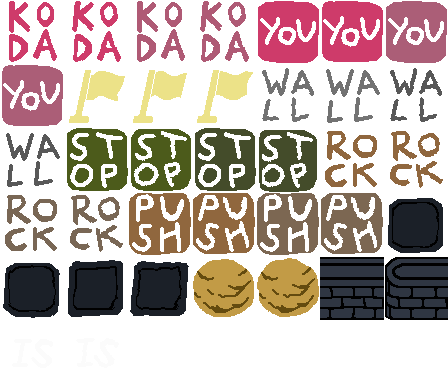 KO DA KO DA KO DA KO DA YOU YOU YOU
YOU WA LL WA LL WA LL
WA LL ST OP ST OP ST OP ST OP RO CK RO CK
RO CK RO CK PU SH PU SH PU SH PU SH
IS IS